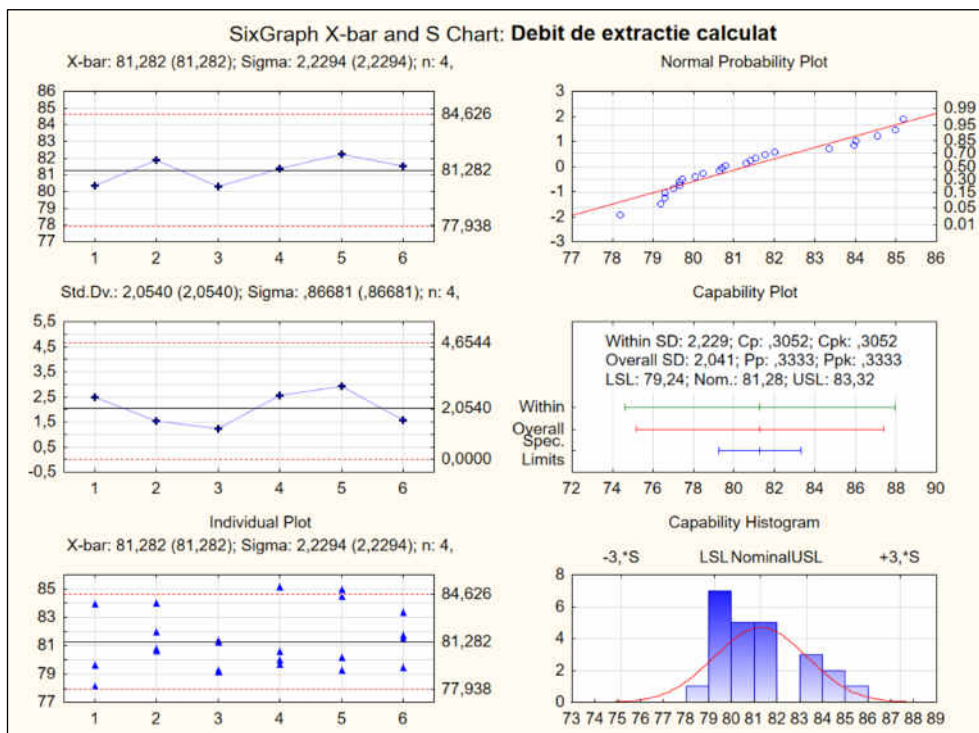 SixGraph X-bar and S Chart: Debit de extractie calculat
X-bar: 81,282 (81,282); Sigma: 2,2294 (2,2294); n: 4,
86
85
84
83
82
81
80
79
78
77
84,626
81,282
77,938
1 2 3 4 5 6
Normal Probability Plot
3
2
1
0
-1
-2
-3
0.99
0.95
0.85
0.70
0.50
0.30
0.15
0.05
0.01
77 78 79 80 81 82 83 84 85 86
Std.Dv.: 2,0540 (2,0540); Sigma: ,86681 (,86681); n: 4,
5,5
4,5
3,5
2,5
1,5
0,5
-0,5
4,6544
2,0540
0,0000
1 2 3 4 5 6
Capability Plot
Within SD: 2,229; Cp: ,3052; Cpk: ,3052
Overall SD: 2,041; Pp: ,3333; Ppk: ,3333
LSL: 79,24; Nom.: 81,28; USL: 83,32
Within
Overall
Spec.
Limits
72 74 76 78 80 82 84 86 88 90
Individual Plot
X-bar: 81,282 (81,282); Sigma: 2,2294 (2,2294); n: 4,
85
83
81
79
77
84,626
81,282
77,938
1 2 3 4 5 6
Capability Histogram
-3,*S LSLNominalUSL +3,*S
8
6
4
2
0
73 74 75 76 77 78 79 80 81 82 83 84 85 86 87 88 89